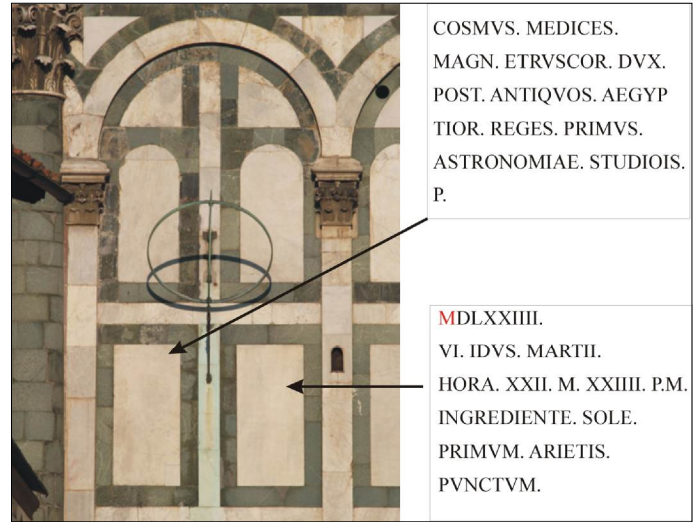 COSMVS. MEDICES.
MAGN. ETRVSCOR. DVX.
POST. ANTIQVOS. AEGYP
TIOR. REGES. PRIMVS.
ASTRONOMIAE. STUDIOIS.
P.
MDLXXIIII.
VI. IDVS. MARTII.
HORA. XXII. M. XXIIII. P.M.
INGREDIENTE. SOLE.
PRIMVM. ARIETIS.
PVNCTVM.